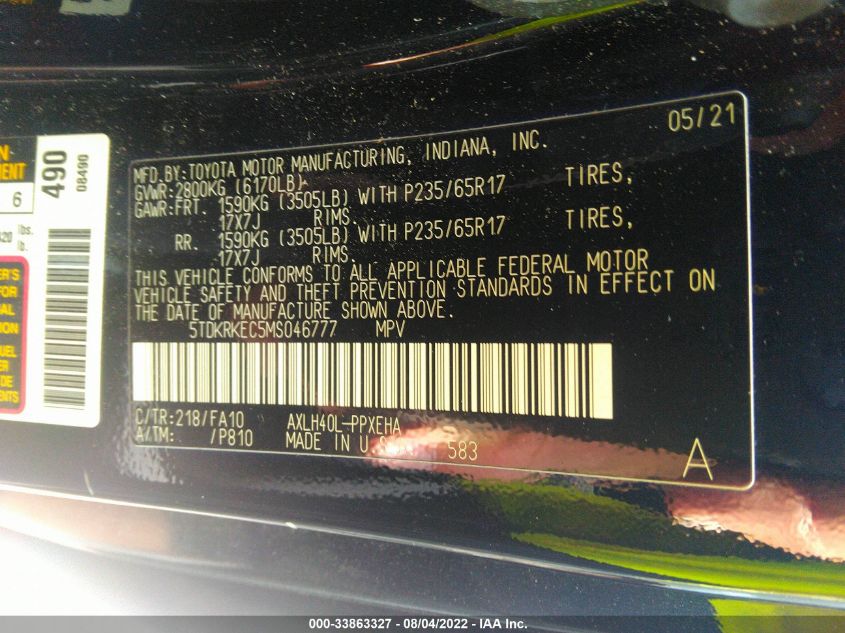 05/21
MFD.BY:TOYOTA MOTOR MANUFACTURING, INDIANA, INC.
GVWR:2800KG (6170LB)
GAWR:FRT. 1590KG (3505LB) WITH P235/65R17 TIRES,
17X7J RIMS.
RR. 1590KG (3505LB) WITH P235/65R17 TIRES,
17X7J RIMS.
THIS VEHICLE CONFORMS TO ALL APPLICABLE FEDERAL MOTOR
VEHICLE SAFETY AND THEFT PREVENTION STANDARDS IN EFFECT ON
THE DATE OF MANUFACTURE SHOWN ABOVE.
5TDKRKEC5MS046777 MPV
C/TR:218/FA10 AXLH40L-PPXEHA
A/TM: /P810 MADE IN U.S. 583
A
490
08490
6
lbs.
lb.
000-33863327 - 08/04/2022 - IAA Inc.